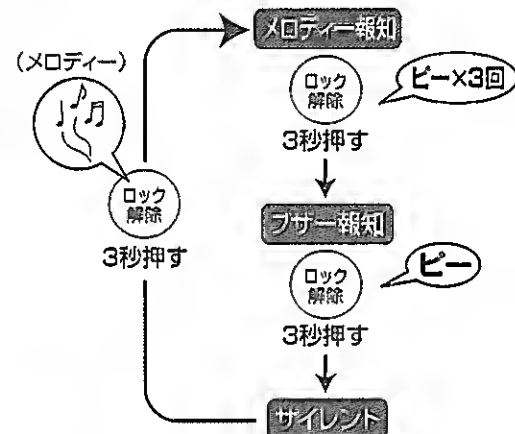 メロディー報知
(メロディー)
ロック
解除
ピー×3回
3秒押す
ロック
解除
3秒押す
ブザー報知
ロック
解除
ピー
3秒押す
サイレント